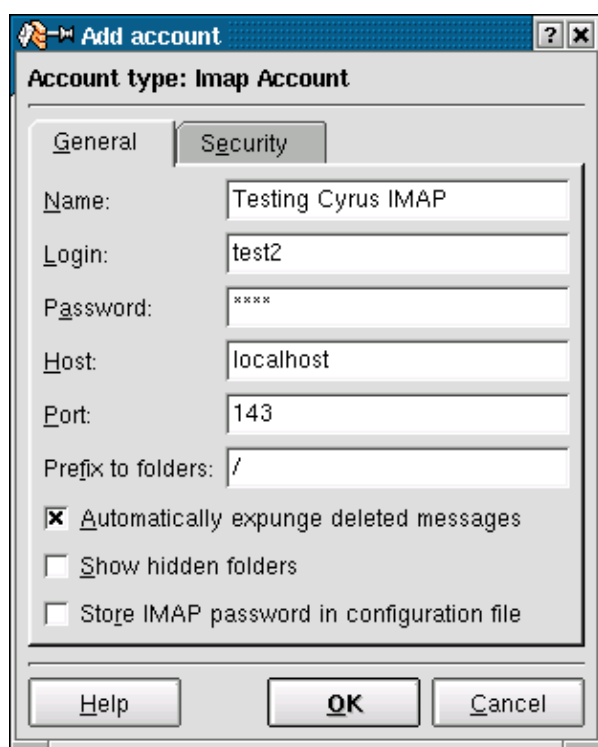 Add account
Account type: Imap Account
General Security
Name: Testing Cyrus IMAP
Login: test2
Password: ****
Host: localhost
Port: 143
Prefix to folders: /
Automatically expunge deleted messages
Show hidden folders
Store IMAP password in configuration file
Help OK Cancel